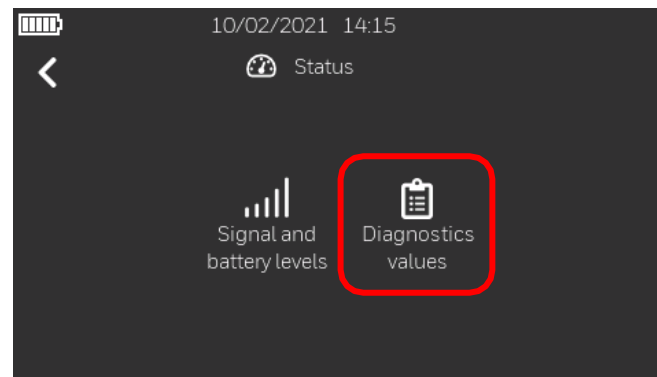 10/02/2021 14:15
Status
Signal and
battery levels
Diagnostics
values